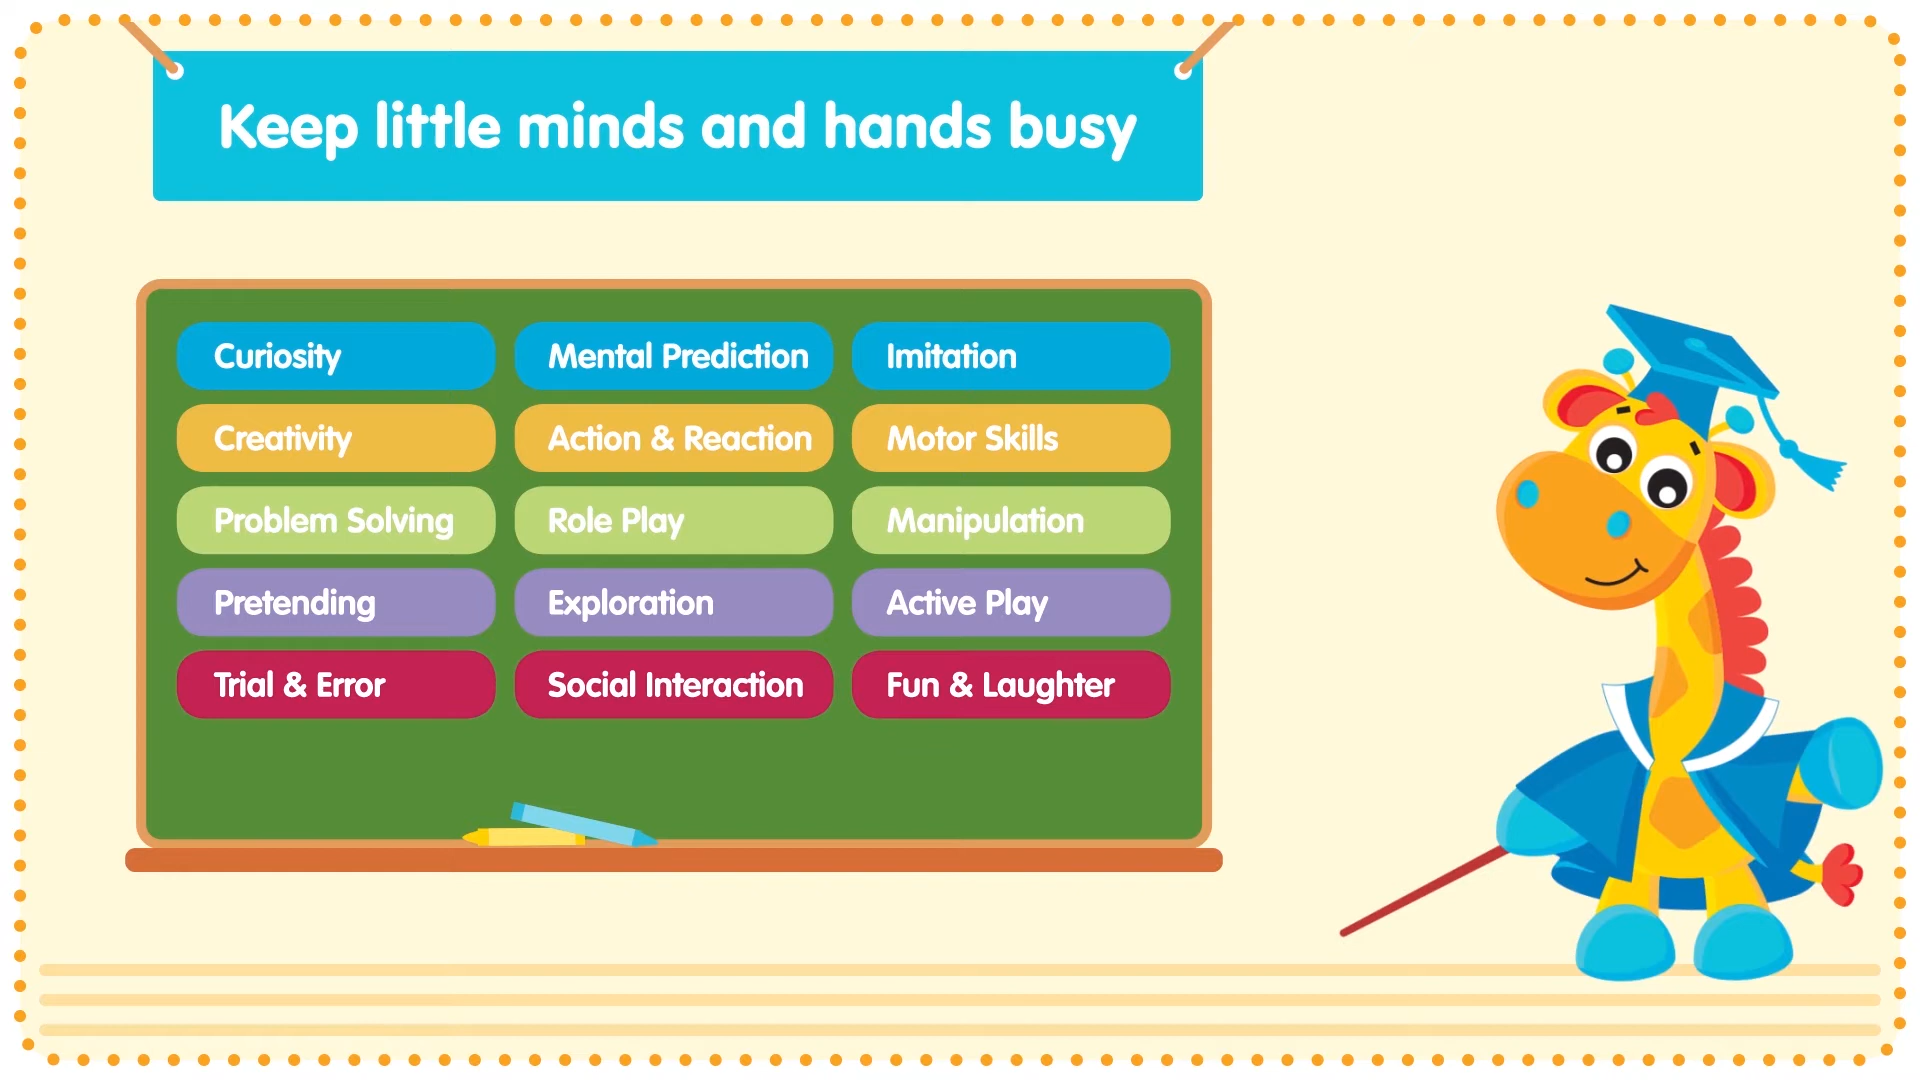 Keep little minds and hands busy
Curiosity
Mental Prediction
Imitation
Creativity
Action & Reaction
Motor Skills
Problem Solving
Role Play
Manipulation
Pretending
Exploration
Active Play
Trial & Error
Social Interaction
Fun & Laughter